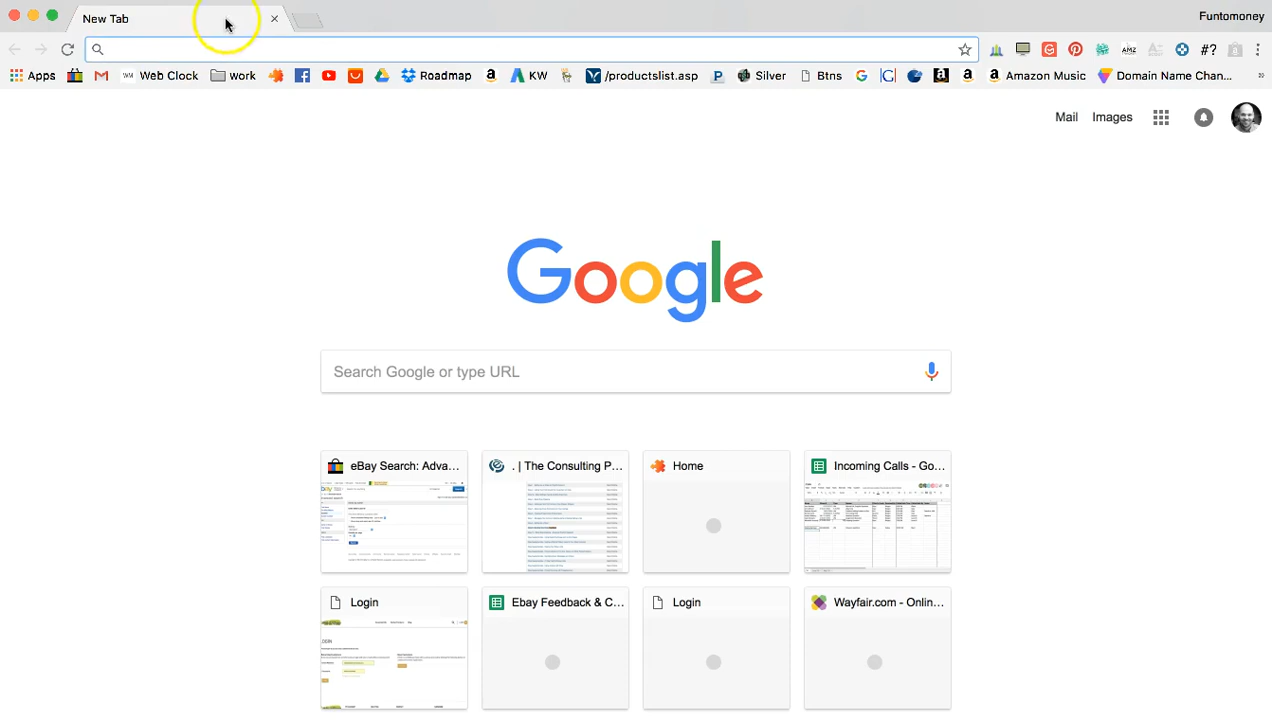 New Tab
Funtomoney
AMZ
#?
Apps
WM Web Clock
work
Roadmap
a
KW
/productslist.asp
P
Silver
Btns
G
|G|
a
a
a Amazon Music
Domain Name Chan...
»
Mail
Images
Google
Search Google or type URL
eBay Search: Adva...
. | The Consulting P...
Home
Incoming Calls - Go...
Login
Ebay Feedback & C...
Login
Wayfair.com - Onlin...